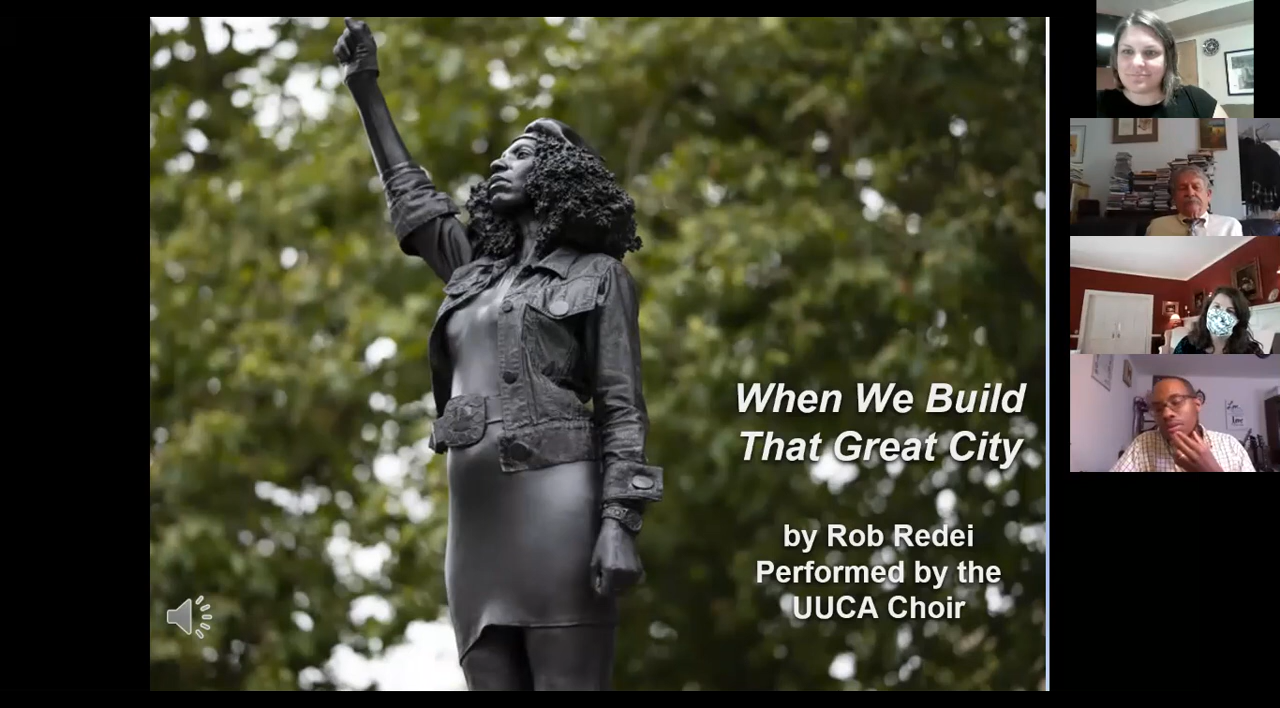 When We Build
That Great City
by Rob Redei
Performed by the
UUCA Choir